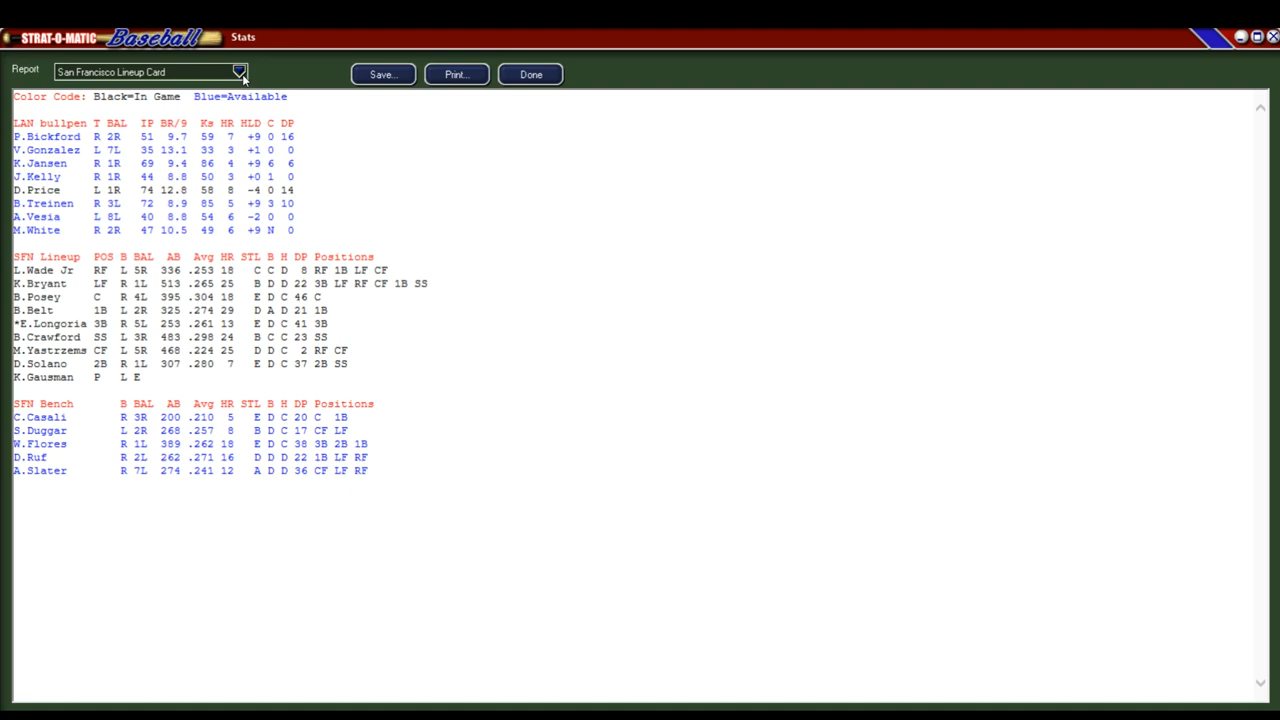 STRAT-O-MATIC Baseball Stats
Report San Francisco Lineup Card Save... Print... Done
Color Code: Black=In Game Blue=Available
LAN bullpen T BAL IP BR/9 Ks HR HLD C DP
P.Bickford R 2R 51 9.7 59 7 +9 0 16
V.Gonzalez L 7L 35 13.1 33 3 +1 0 0
K.Jansen R 1R 69 9.4 86 4 +9 6 6
J.Kelly R 1R 44 8.8 50 3 +0 1 0
D.Price L 1R 74 12.8 58 8 -4 0 14
B.Treinen R 3L 72 8.9 85 5 +9 3 10
A.Vesia L 8L 40 8.8 54 6 -2 0 0
M.White R 2R 47 10.5 49 6 +9 N 0
SFN Lineup POS B BAL AB Avg HR STL B H DP Positions
L.Wade Jr RF L 5R 336 .253 18 C C D 8 RF 1B LF CF
K.Bryant LF R 1L 513 .265 25 B D D 22 3B LF RF CF 1B SS
B.Posey C R 4L 395 .304 18 E D C 46 C
B.Belt 1B L 2R 325 .274 29 D A D 21 1B
*E.Longoria 3B R 5L 253 .261 13 E D C 41 3B
B.Crawford SS L 3R 483 .298 24 B C C 23 SS
M.Yastrzems CF L 5R 468 .224 25 D D C 2 RF CF
D.Solano 2B R 1L 307 .280 7 E D C 37 2B SS
K.Gausman P L E
SFN Bench B BAL AB Avg HR STL B H DP Positions
C.Casali R 3R 200 .210 5 E D C 20 C 1B
S.Duggar L 2R 268 .257 8 B D C 17 CF LF
W.Flores R 1L 389 .262 18 E D C 38 3B 2B 1B
D.Ruf R 2L 262 .271 16 D D D 22 1B LF RF
A.Slater R 7L 274 .241 12 A D D 36 CF LF RF